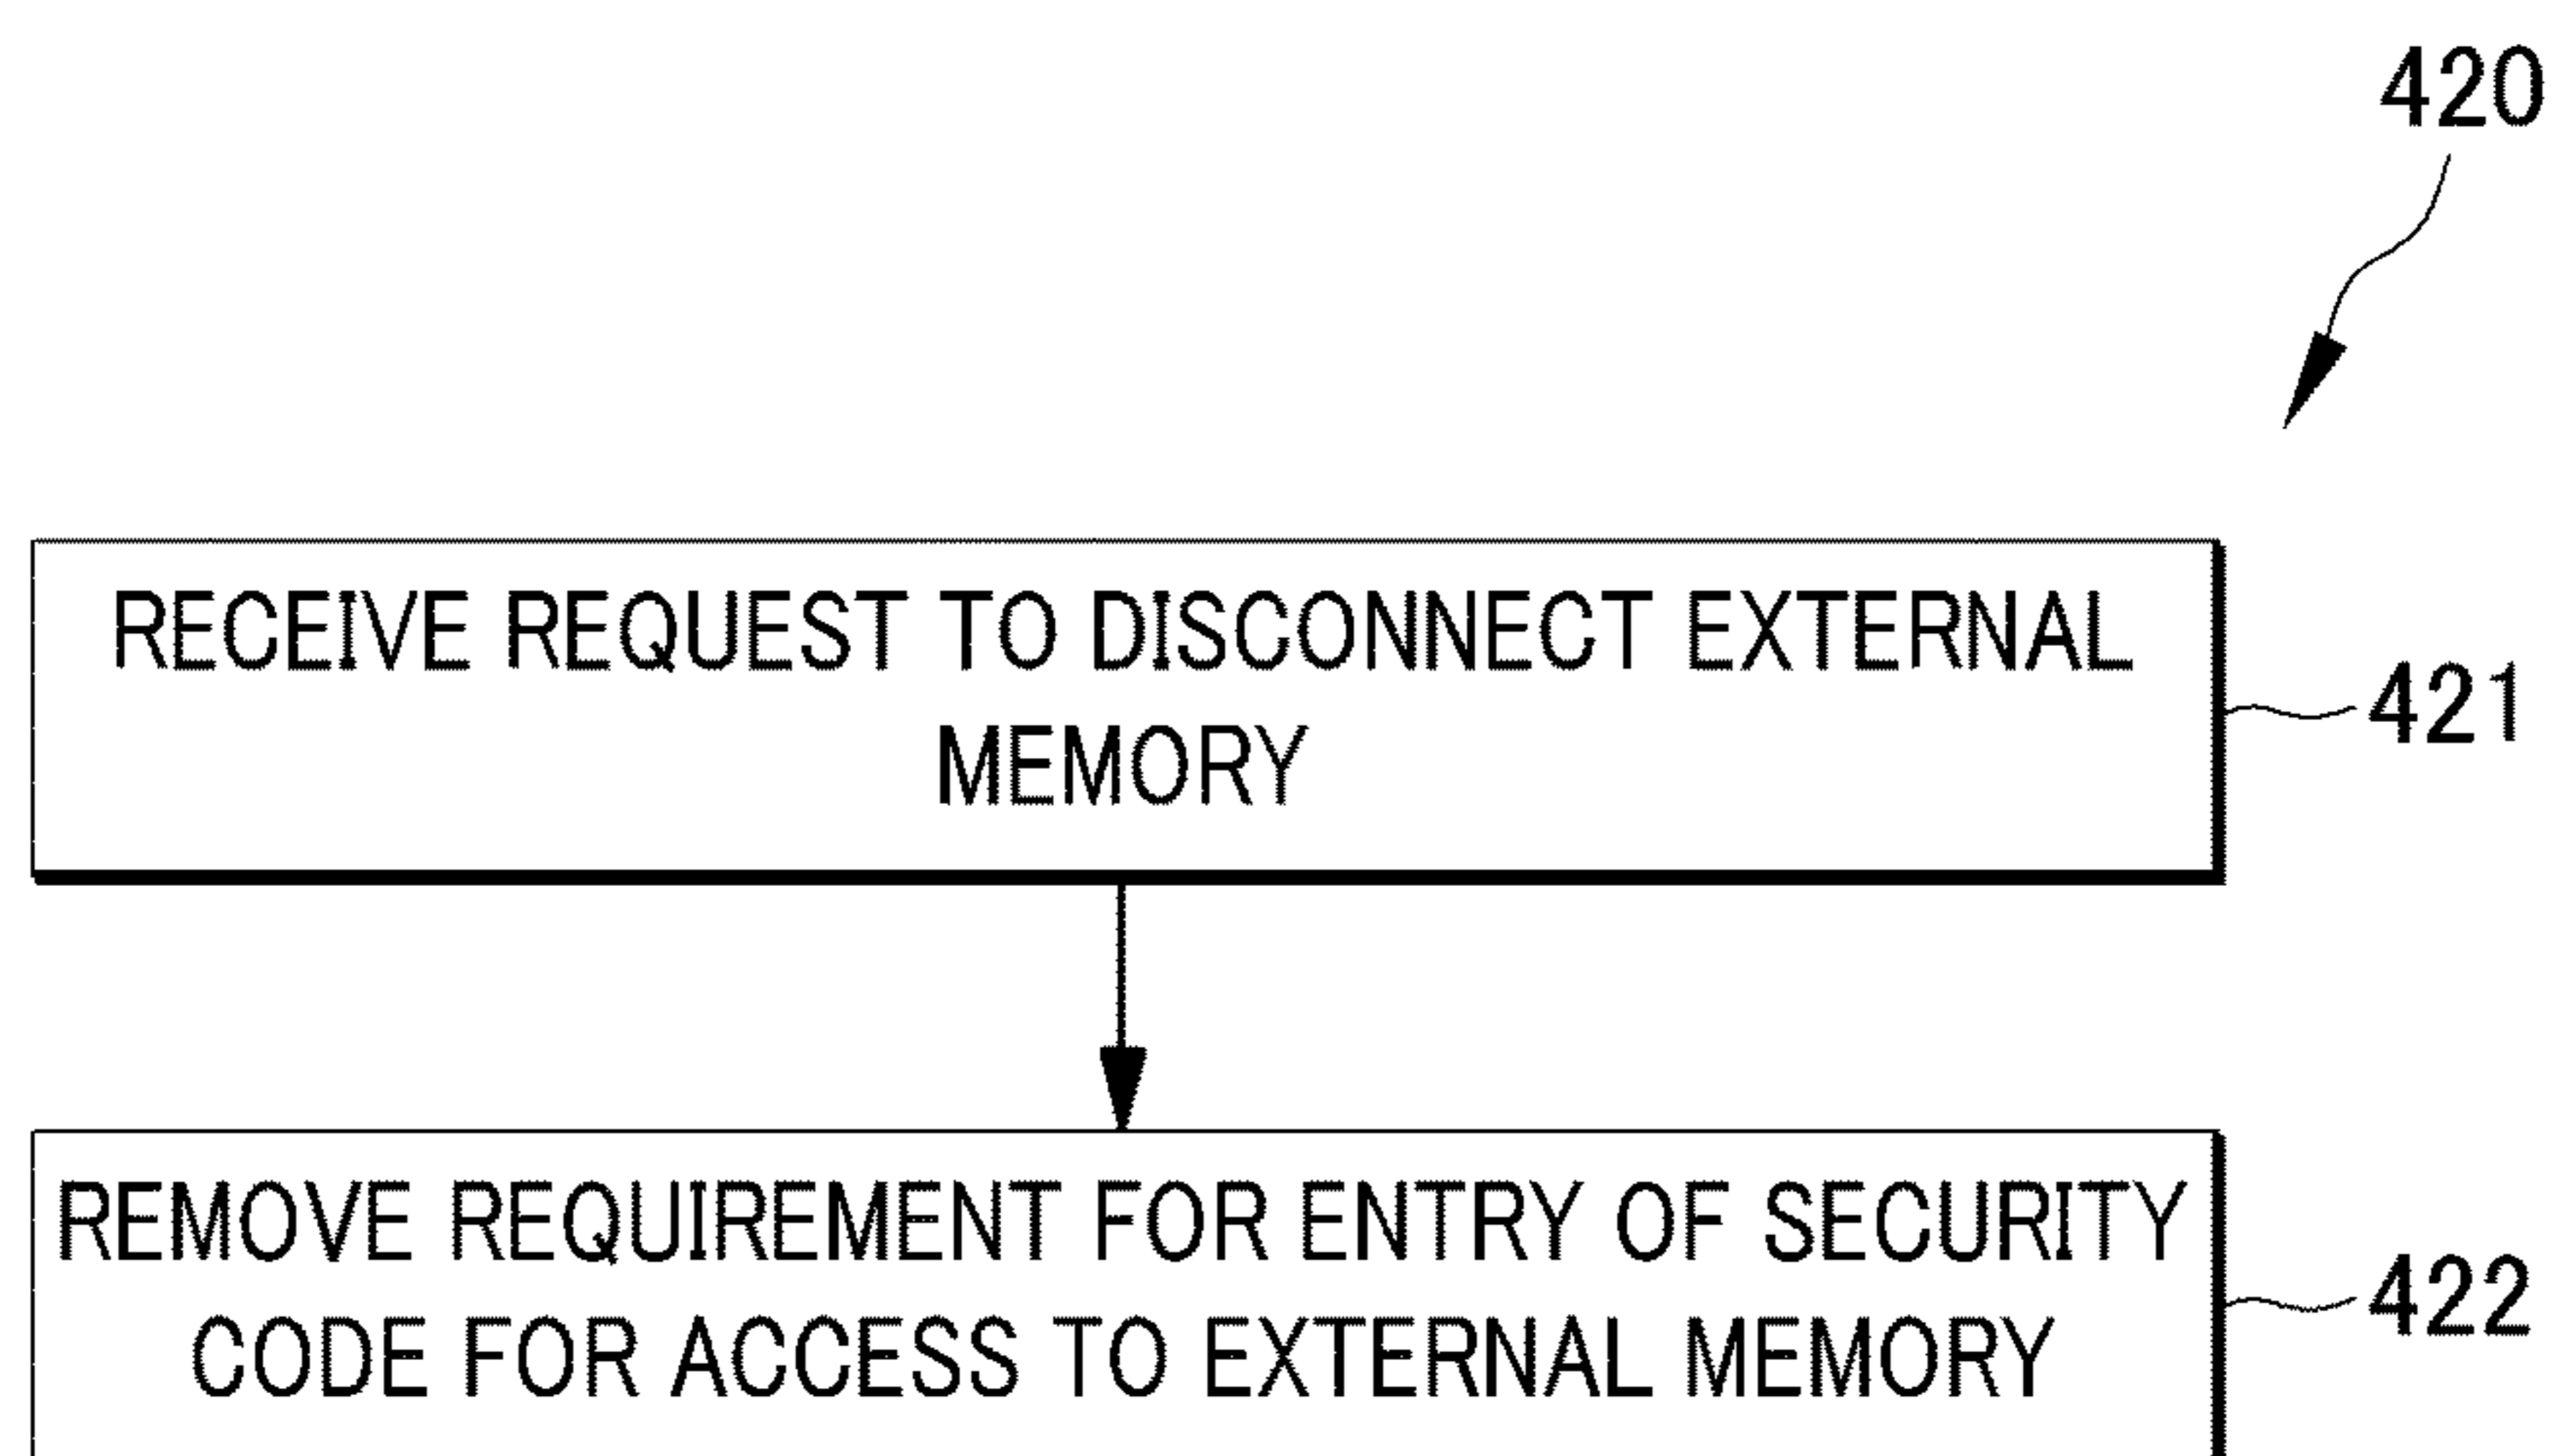 420
RECEIVE REQUEST TO DISCONNECT EXTERNAL
MEMORY
421
REMOVE REQUIREMENT FOR ENTRY OF SECURITY
CODE FOR ACCESS TO EXTERNAL MEMORY
422